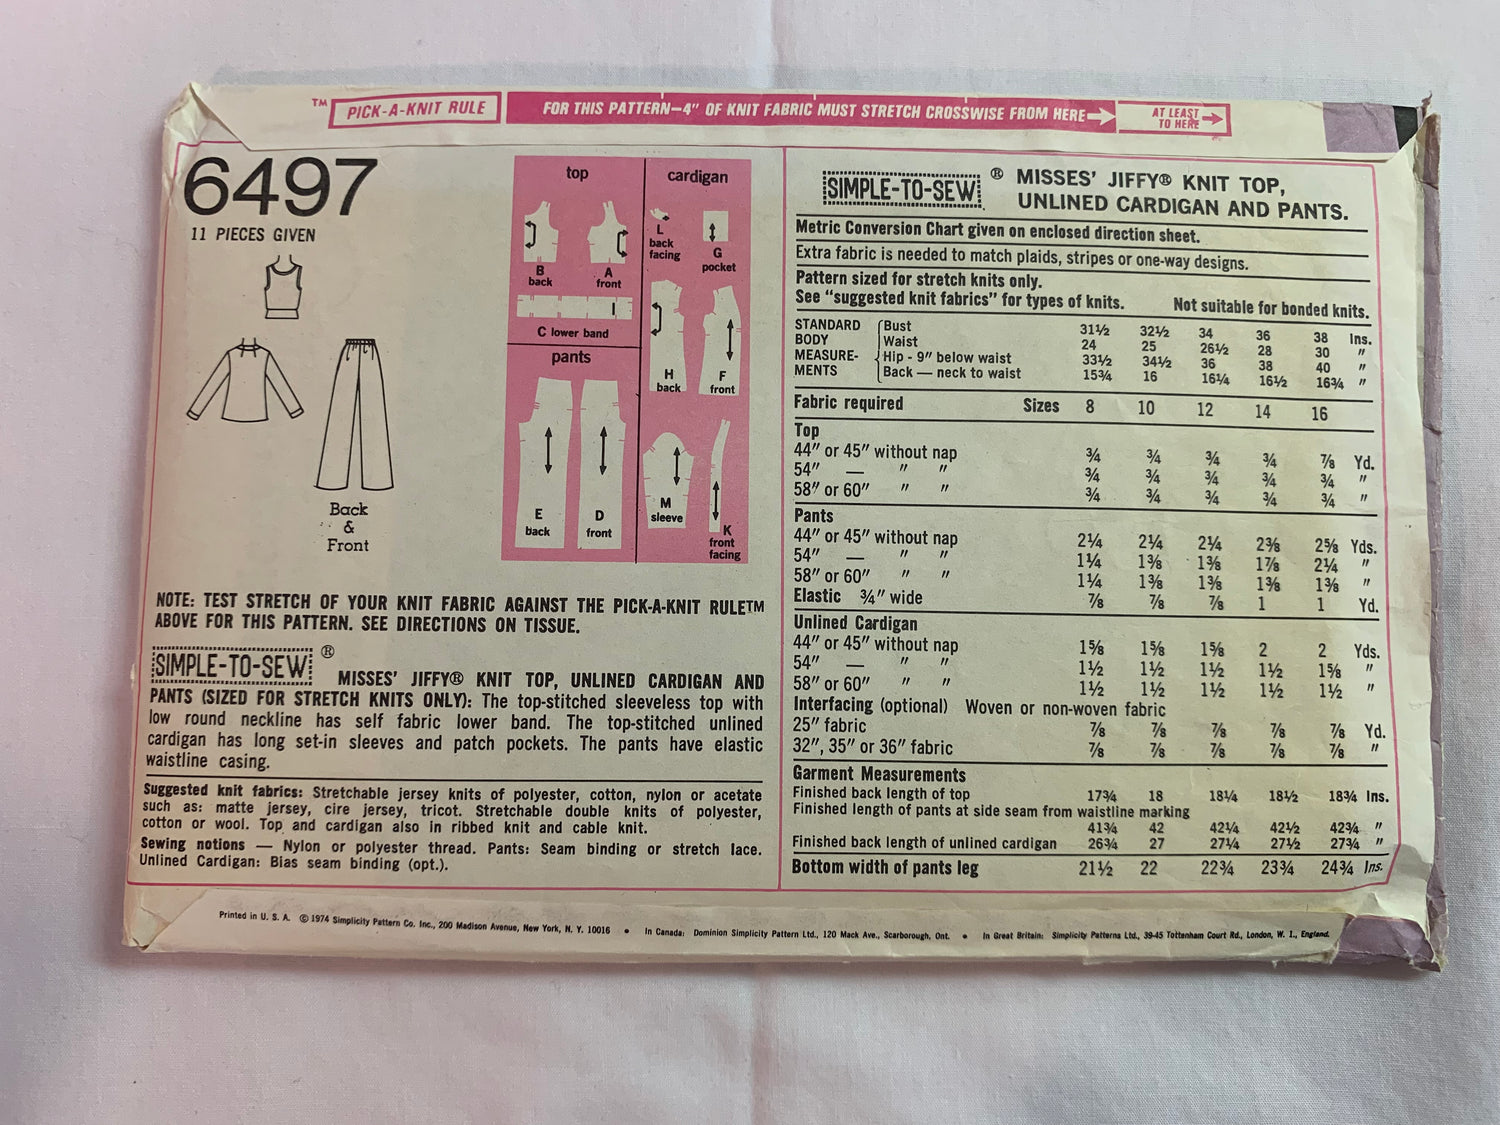 ™ PICK-A-KNIT RULE FOR THIS PATTERN—4" OF KNIT FABRIC MUST STRETCH CROSSWISE FROM HERE AT LEAST TO HERE
6497
11 PIECES GIVEN
Back
&
Front
top
B
back
A
front
C lower band
pants
E
back
D
front
cardigan
L
back
facing
G
pocket
H
back
F
front
M
sleeve
K
front
facing
NOTE: TEST STRETCH OF YOUR KNIT FABRIC AGAINST THE PICK-A-KNIT RULE™
ABOVE FOR THIS PATTERN. SEE DIRECTIONS ON TISSUE.
SIMPLE-TO-SEW ® MISSES' JIFFY® KNIT TOP, UNLINED CARDIGAN AND
PANTS (SIZED FOR STRETCH KNITS ONLY): The top-stitched sleeveless top with
low round neckline has self fabric lower band. The top-stitched unlined
cardigan has long set-in sleeves and patch pockets. The pants have elastic
waistline casing.
Suggested knit fabrics: Stretchable jersey knits of polyester, cotton, nylon or acetate
such as: matte jersey, cire jersey, tricot. Stretchable double knits of polyester,
cotton or wool. Top and cardigan also in ribbed knit and cable knit.
Sewing notions — Nylon or polyester thread. Pants: Seam binding or stretch lace.
Unlined Cardigan: Bias seam binding (opt.).
SIMPLE-TO-SEW ® MISSES' JIFFY® KNIT TOP,
UNLINED CARDIGAN AND PANTS.
Metric Conversion Chart given on enclosed direction sheet.
Extra fabric is needed to match plaids, stripes or one-way designs.
Pattern sized for stretch knits only.
See "suggested knit fabrics" for types of knits. Not suitable for bonded knits.
STANDARD BODY MEASURE-MENTS
Bust 31½ 32½ 34 36 38 Ins.
Waist 24 25 26½ 28 30 "
Hip - 9" below waist 33½ 34½ 36 38 40 "
Back — neck to waist 15¾ 16 16¼ 16½ 16¾ "
Fabric required Sizes 8 10 12 14 16
Top
44" or 45" without nap ¾ ¾ ¾ ¾ ⅞ Yd.
54" — " " ¾ ¾ ¾ ¾ ¾ "
58" or 60" " " ¾ ¾ ¾ ¾ ¾ "
Pants
44" or 45" without nap 2¼ 2¼ 2¼ 2⅜ 2⅝ Yds.
54" — " " 1¼ 1⅜ 1⅜ 1⅞ 2¼ "
58" or 60" " " 1¼ 1⅜ 1⅜ 1⅜ 1⅜ "
Elastic ¾" wide ⅞ ⅞ ⅞ 1 1 Yd.
Unlined Cardigan
44" or 45" without nap 1⅝ 1⅝ 1⅝ 2 2 Yds.
54" — " " 1½ 1½ 1½ 1½ 1⅝ "
58" or 60" " " 1½ 1½ 1½ 1½ 1½ "
Interfacing (optional) Woven or non-woven fabric
25" fabric ⅞ ⅞ ⅞ ⅞ ⅞ Yd.
32", 35" or 36" fabric ⅞ ⅞ ⅞ ⅞ ⅞ "
Garment Measurements
Finished back length of top 17¾ 18 18¼ 18½ 18¾ Ins.
Finished length of pants at side seam from waistline marking
41¾ 42 42¼ 42½ 42¾ "
Finished back length of unlined cardigan 26¾ 27 27¼ 27½ 27¾ "
Bottom width of pants leg 21½ 22 22¾ 23¾ 24¾ Ins.
Printed in U. S. A. © 1974 Simplicity Pattern Co. Inc., 200 Madison Avenue, New York, N. Y. 10016 • In Canada: Dominion Simplicity Pattern Ltd., 120 Mack Ave., Scarborough, Ont. • In Great Britain: Simplicity Patterns Ltd., 39-45 Tottenham Court Rd., London, W. 1., England.